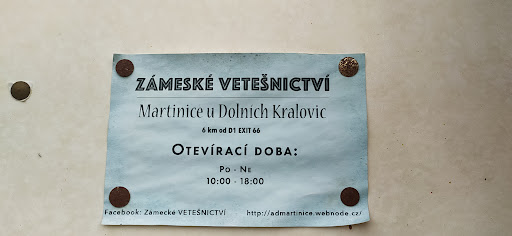 ZÁMESKÉ VETEŠNICTVÍ
Martinice u Dolních Kralovic
6 km od D1 EXIT 66
OTEVÍRACÍ DOBA:
PO - NE
10:00 - 18:00
Facebook: Zámecké VETEŠNICTVÍ http://admartinice.webnode.cz/